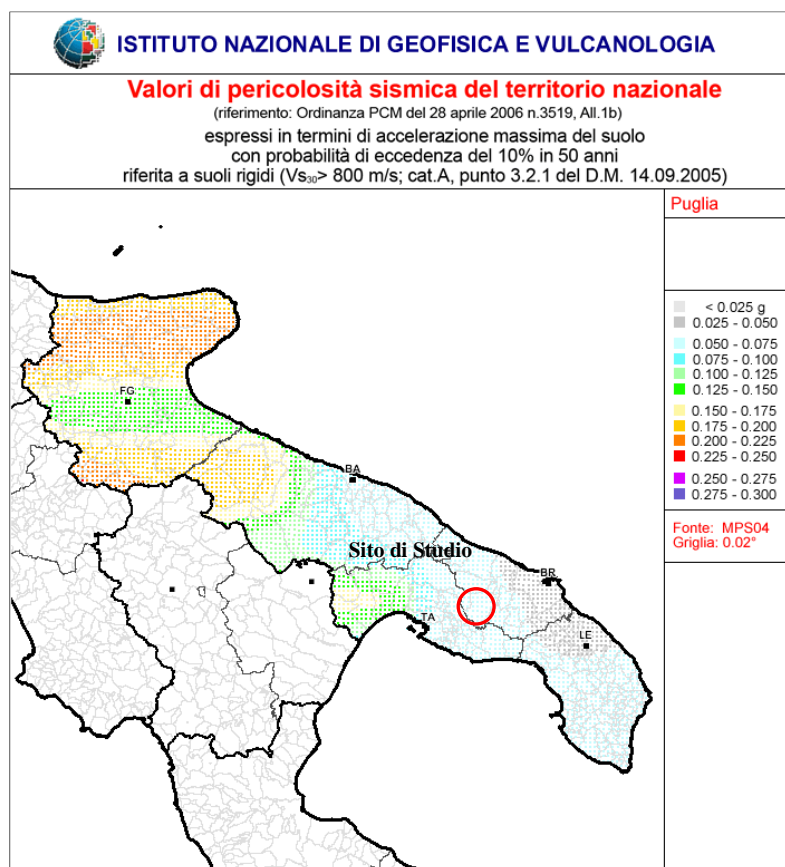 ISTITUTO NAZIONALE DI GEOFISICA E VULCANOLOGIA
Valori di pericolosità sismica del territorio nazionale
(riferimento: Ordinanza PCM del 28 aprile 2006 n.3519, All.1b)
espressi in termini di accelerazione massima del suolo
con probabilità di eccedenza del 10% in 50 anni
riferita a suoli rigidi (Vs₃₀> 800 m/s; cat.A, punto 3.2.1 del D.M. 14.09.2005)
Puglia
< 0.025 g
0.025 - 0.050
0.050 - 0.075
0.075 - 0.100
0.100 - 0.125
0.125 - 0.150
0.150 - 0.175
0.175 - 0.200
0.200 - 0.225
0.225 - 0.250
0.250 - 0.275
0.275 - 0.300
Fonte: MPS04
Griglia: 0.02°
FG
BA
Sito di Studio
BR
TA
LE